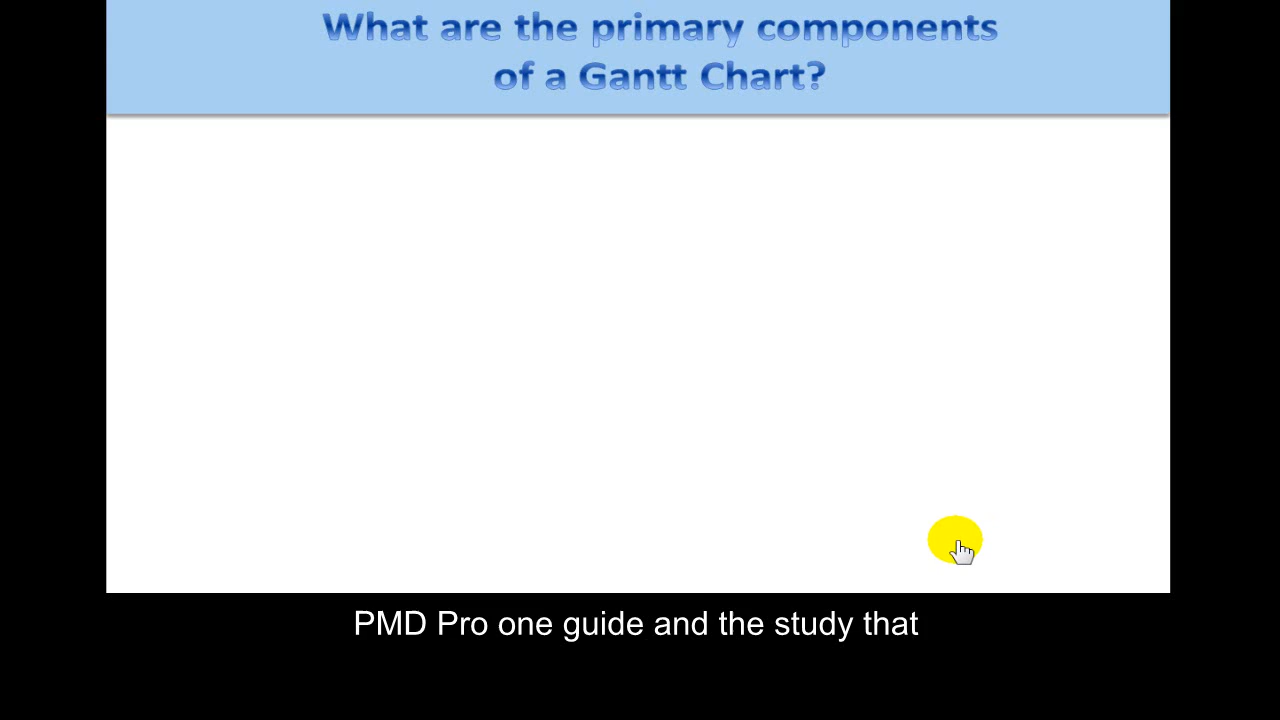 What are the primary components
of a Gantt Chart?
PMD Pro one guide and the study that